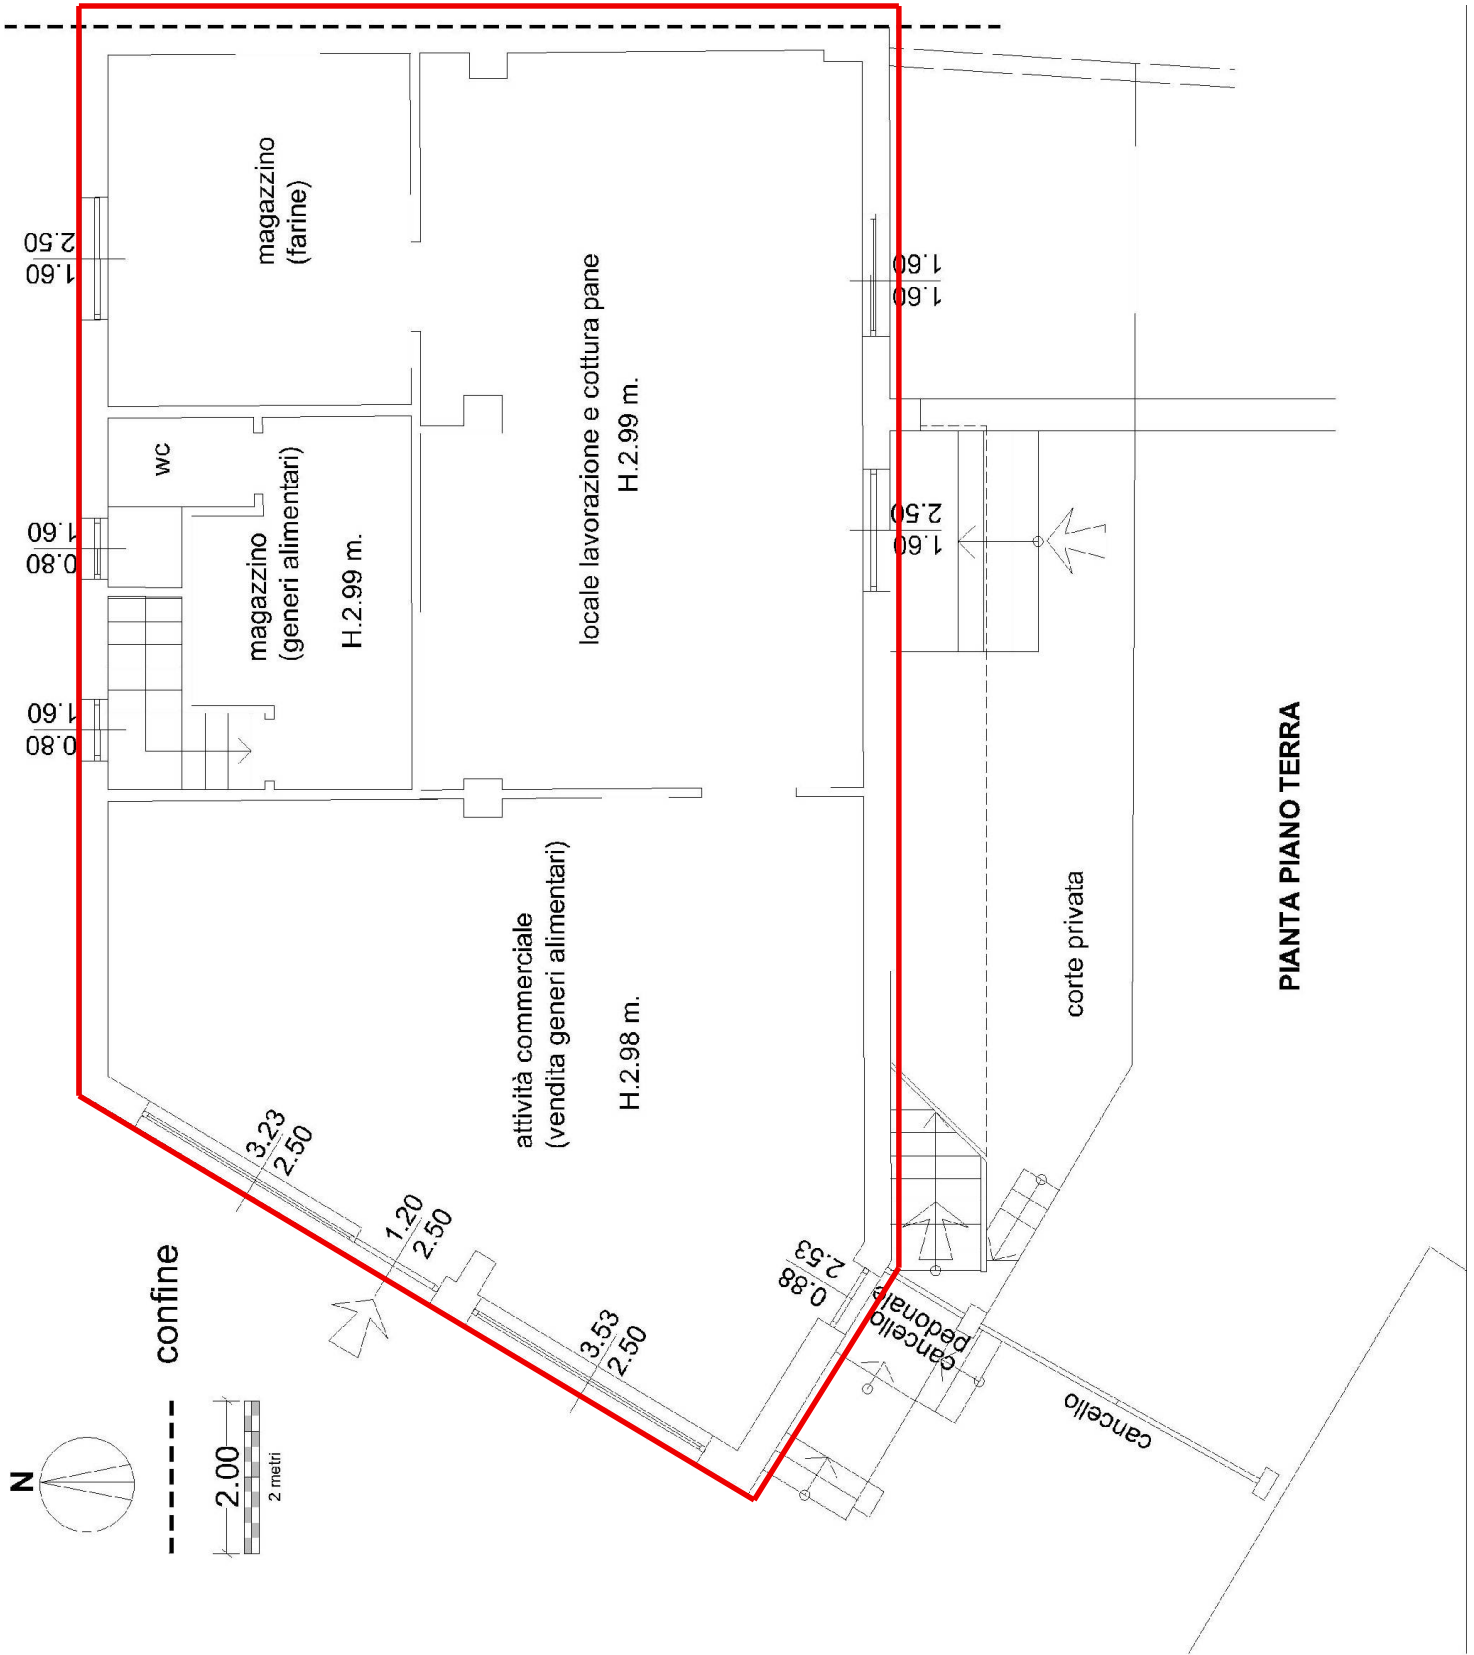 2.50
1.60
magazzino
(farine)
1.60
1.60
locale lavorazione e cottura pane
H.2.99 m.
wc
1.60
0.80
magazzino
(generi alimentari)
H.2.99 m.
2.50
1.60
1.60
0.80
attività commerciale
(vendita generi alimentari)
H.2.98 m.
corte privata
PIANTA PIANO TERRA
3.23
2.50
1.20
2.50
3.53
2.50
0.88
2.53
cancello
pedonale
cancello
confine
N
2.00
2 metri